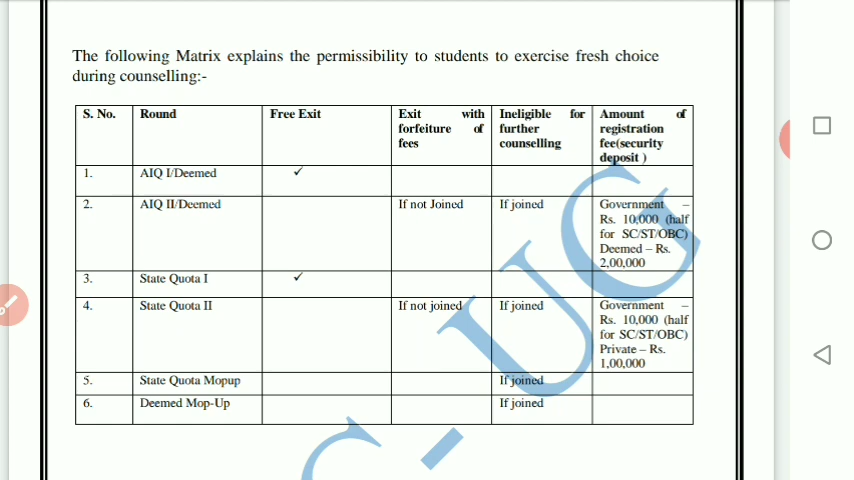 The following Matrix explains the permissibility to students to exercise fresh choice
during counselling:-
S. No. Round Free Exit Exit with forfeiture of fees Ineligible for further counselling Amount of registration fee(security deposit )
1. AIQ I/Deemed ✓
2. AIQ II/Deemed If not Joined If joined Government – Rs. 10,000 (half for SC/ST/OBC) Deemed – Rs. 2,00,000
3. State Quota I ✓
4. State Quota II If not joined If joined Government – Rs. 10,000 (half for SC/ST/OBC) Private – Rs. 1,00,000
5. State Quota Mopup If joined
6. Deemed Mop-Up If joined
- UG